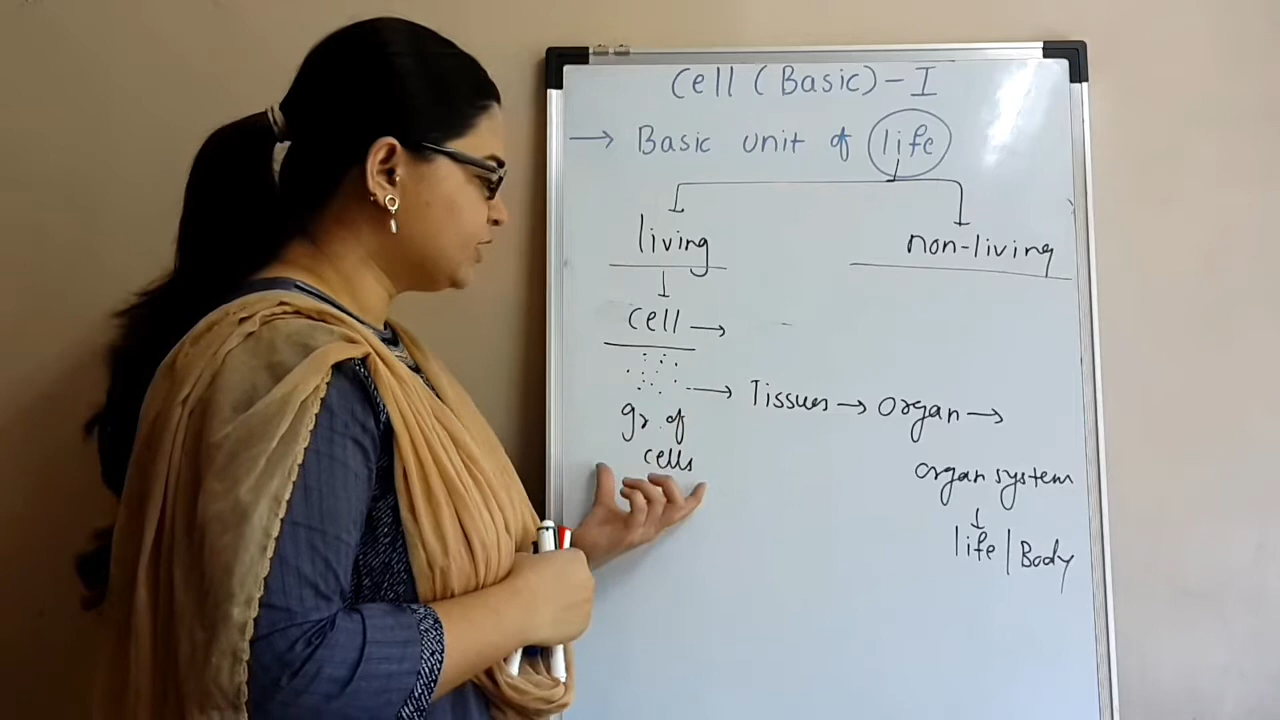 Cell (Basic) - I
→ Basic unit of life
living
non-living
cell →
→ Tissues → organ →
gr. of
cells
organ system
↓
life | Body